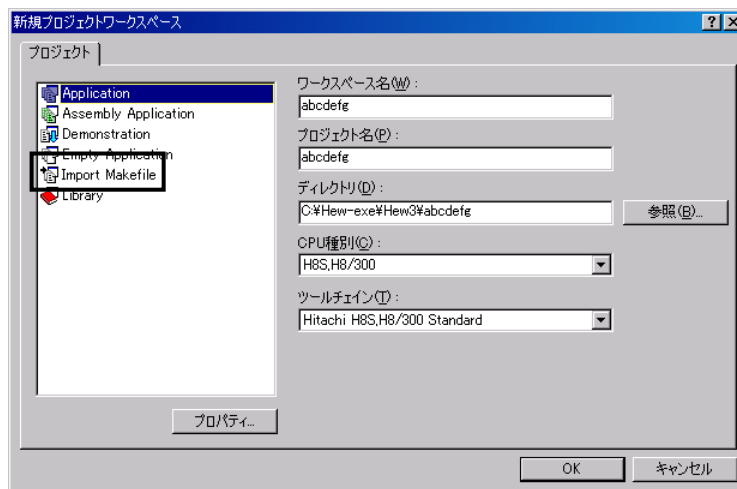 新規プロジェクトワークスペース
プロジェクト
Application
Assembly Application
Demonstration
Empty Application
Import Makefile
Library
プロパティ...
ワークスペース名(W) :
abcdefg
プロジェクト名(P) :
abcdefg
ディレクトリ(D) :
C:¥Hew-exe¥Hew3¥abcdefg
参照(B)...
CPU種別(C) :
H8S,H8/300
ツールチェイン(T) :
Hitachi H8S,H8/300 Standard
OK
キャンセル